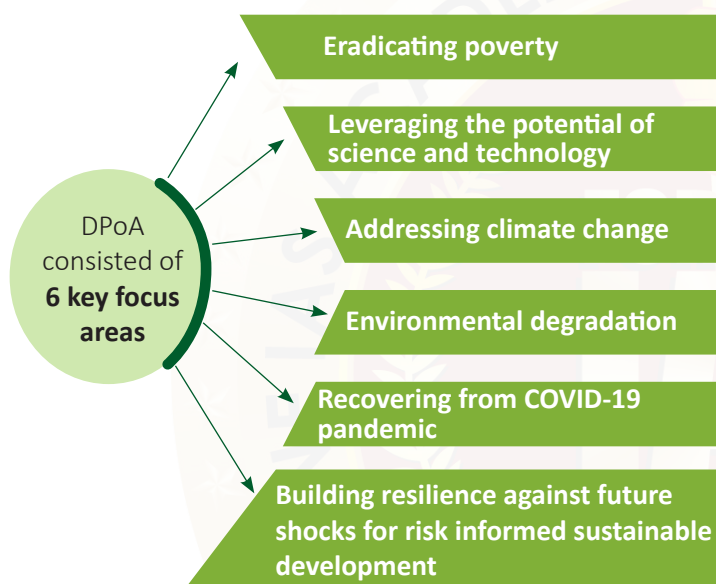 Eradicating poverty
Leveraging the potential of
science and technology
Addressing climate change
DPoA
consisted of
6 key focus
areas
Environmental degradation
Recovering from COVID-19
pandemic
Building resilience against future
shocks for risk informed sustainable
development